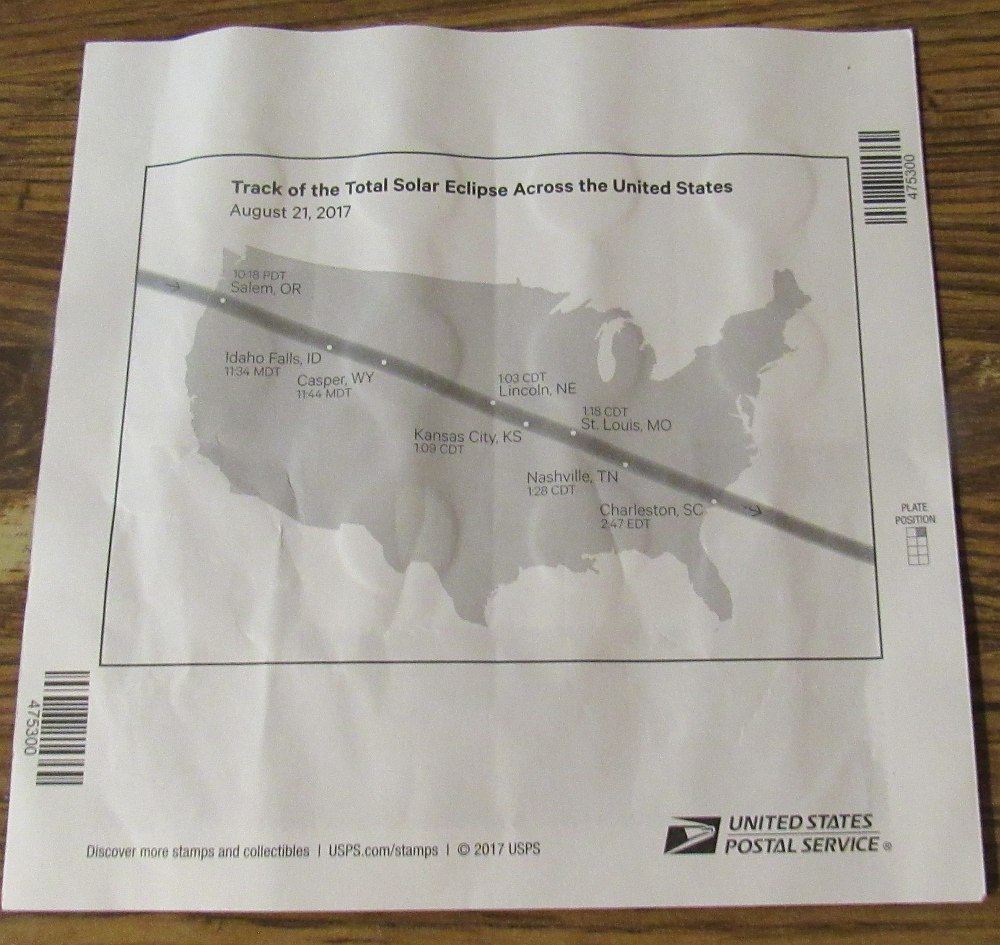 475300
Track of the Total Solar Eclipse Across the United States
August 21, 2017
10:18 PDT
Salem, OR
Idaho Falls, ID
11:34 MDT
Casper, WY
11:44 MDT
1:03 CDT
Lincoln, NE
1:18 CDT
St. Louis, MO
Kansas City, KS
1:09 CDT
Nashville, TN
1:28 CDT
Charleston, SC
2:47 EDT
PLATE
POSITION
475300
Discover more stamps and collectibles | USPS.com/stamps | © 2017 USPS
UNITED STATES
POSTAL SERVICE ®